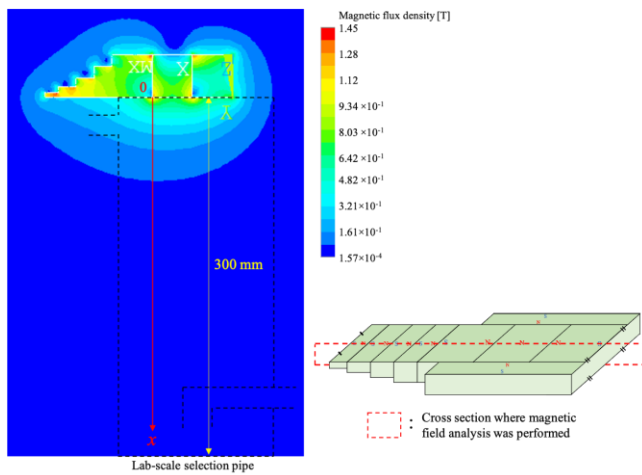 Magnetic flux density [T]
1.45
1.28
1.12
9.34 ×10⁻¹
8.03 ×10⁻¹
6.42 ×10⁻¹
4.82 ×10⁻¹
3.21×10⁻¹
1.61×10⁻¹
1.57×10⁻⁴
XM
X
Z
Y
0
300 mm
x
Lab-scale selection pipe
: Cross section where magnetic
field analysis was performed